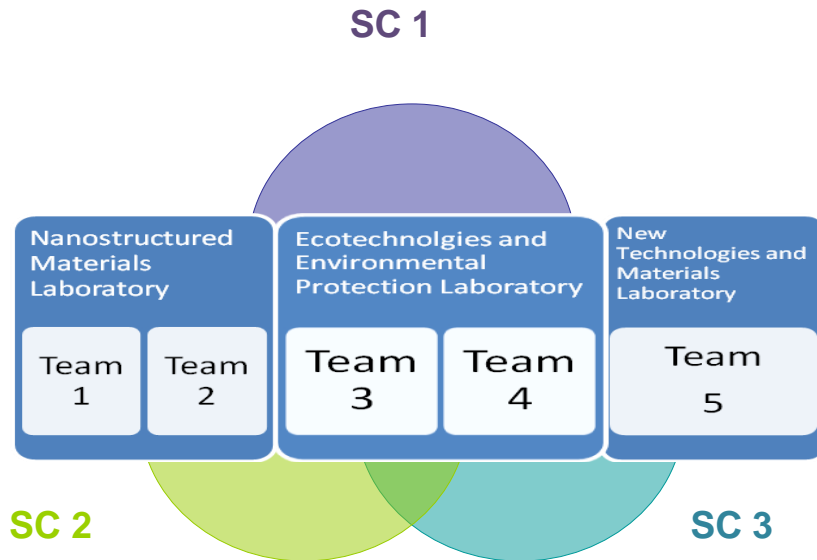 SC 1
Nanostructured
Materials
Laboratory
Team
1
Team
2
Ecotechnolgies and
Environmental
Protection Laboratory
Team
3
Team
4
New
Technologies and
Materials
Laboratory
Team
5
SC 2
SC 3